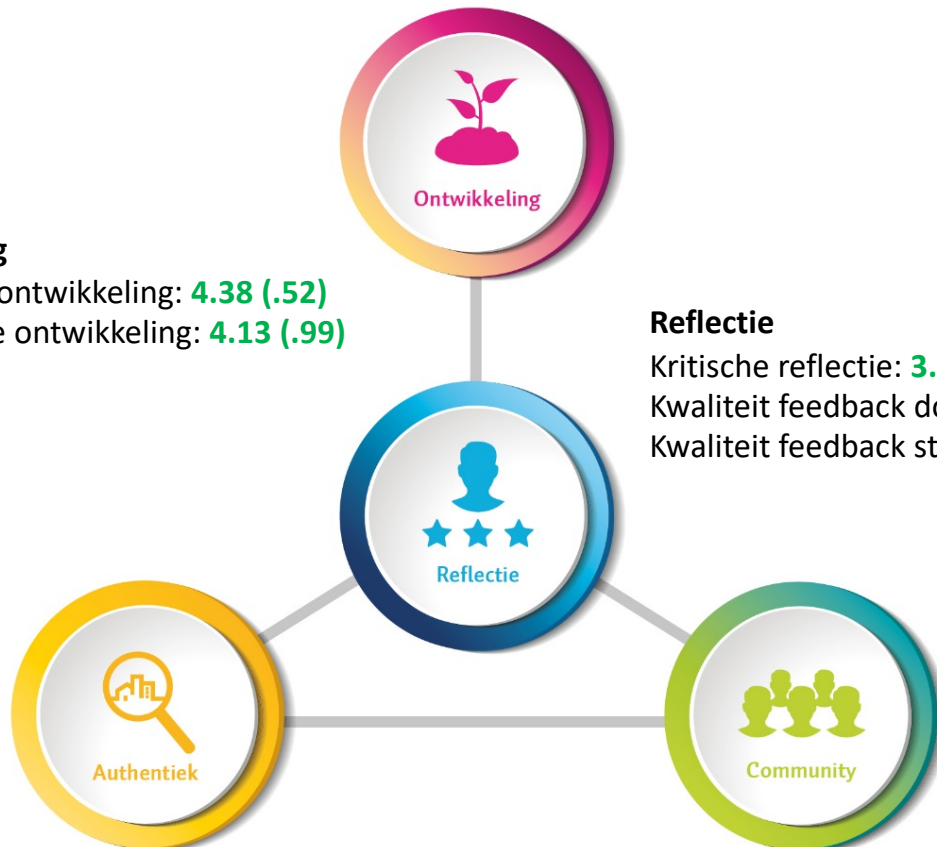 Ontwikkeling
ontwikkeling: 4.38 (.52)
ontwikkeling: 4.13 (.99)
Reflectie
Kritische reflectie: 3.
Kwaliteit feedback
Kwaliteit feedback
Reflectie
Authentiek
Community